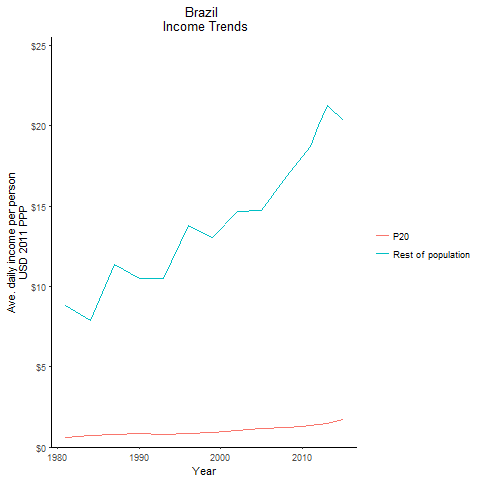 Brazil
Income Trends
$25
$20
$15
$10
$5
$0
Ave. daily income per person
USD 2011 PPP
1980
1990
2000
2010
Year
P20
Rest of population